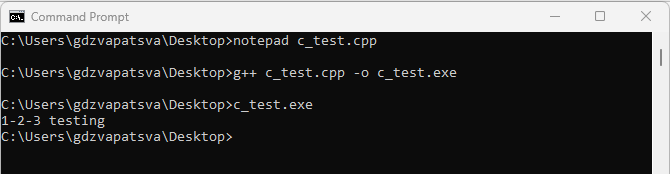 Command Prompt
C:\Users\gdzvapatsva\Desktop>notepad c_test.cpp
C:\Users\gdzvapatsva\Desktop>g++ c_test.cpp -o c_test.exe
C:\Users\gdzvapatsva\Desktop>c_test.exe
1-2-3 testing
C:\Users\gdzvapatsva\Desktop>